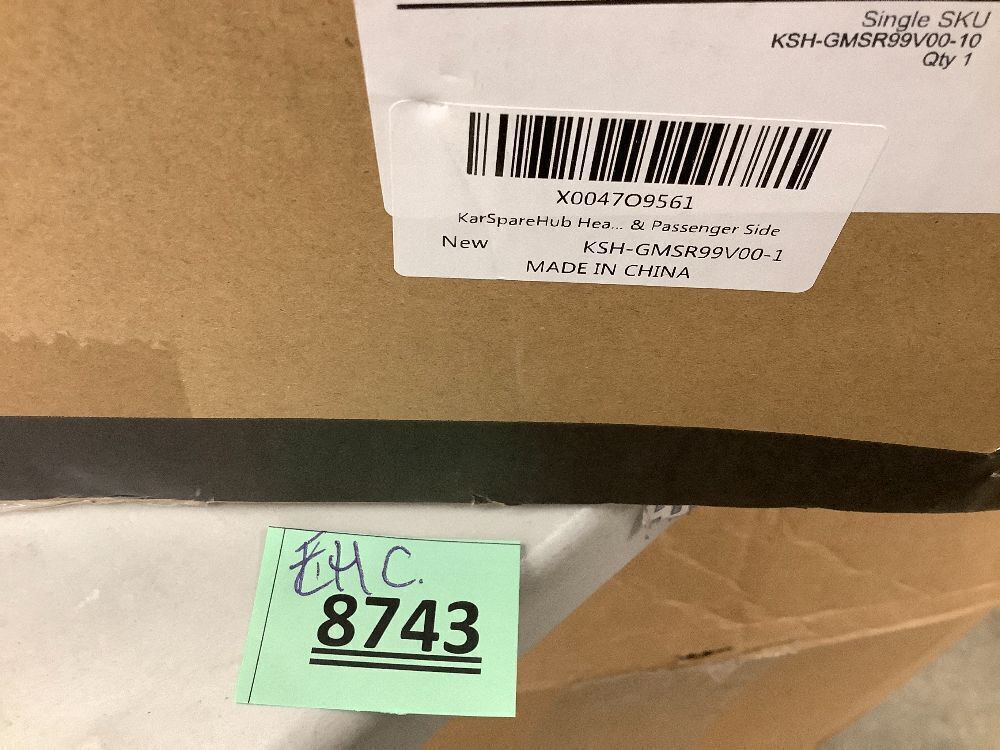 Single SKU
KSH-GMSR99V00-10
Qty 1
X0047O9561
KarSpareHub Hea... & Passenger Side
New KSH-GMSR99V00-1
MADE IN CHINA
EHC.
8743